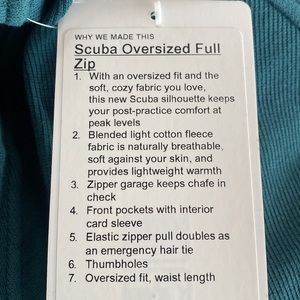 WHY WE MADE THIS
Scuba Oversized Full
Zip
1. With an oversized fit and the
soft, cozy fabric you love,
this new Scuba silhouette keeps
your post-practice comfort at
peak levels
2. Blended light cotton fleece
fabric is naturally breathable,
soft against your skin, and
provides lightweight warmth
3. Zipper garage keeps chafe in
check
4. Front pockets with interior
card sleeve
5. Elastic zipper pull doubles as
an emergency hair tie
6. Thumbholes
7. Oversized fit, waist length